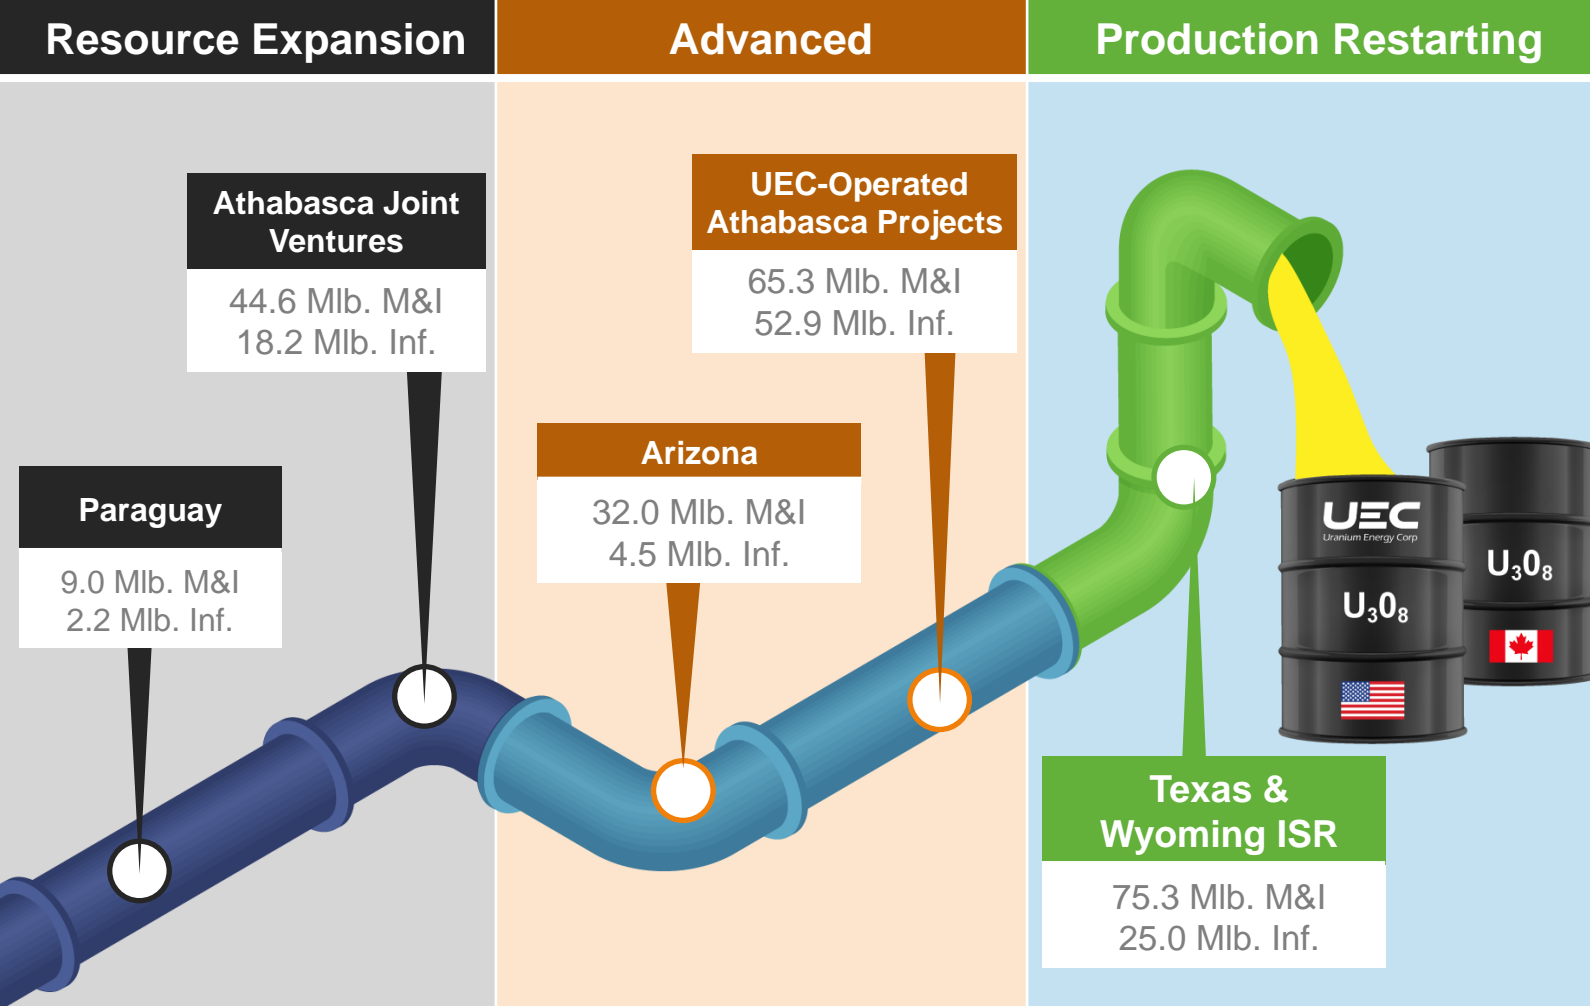 Resource Expansion
Advanced
Production Restarting
Athabasca Joint
Ventures
44.6 Mlb. M&I
18.2 Mlb. Inf.
UEC-Operated
Athabasca Projects
65.3 Mlb. M&I
52.9 Mlb. Inf.
Paraguay
9.0 Mlb. M&I
2.2 Mlb. Inf.
Arizona
32.0 Mlb. M&I
4.5 Mlb. Inf.
UEC
Uranium Energy Corp
U₃0₈
U₃0₈
Texas &
Wyoming ISR
75.3 Mlb. M&I
25.0 Mlb. Inf.